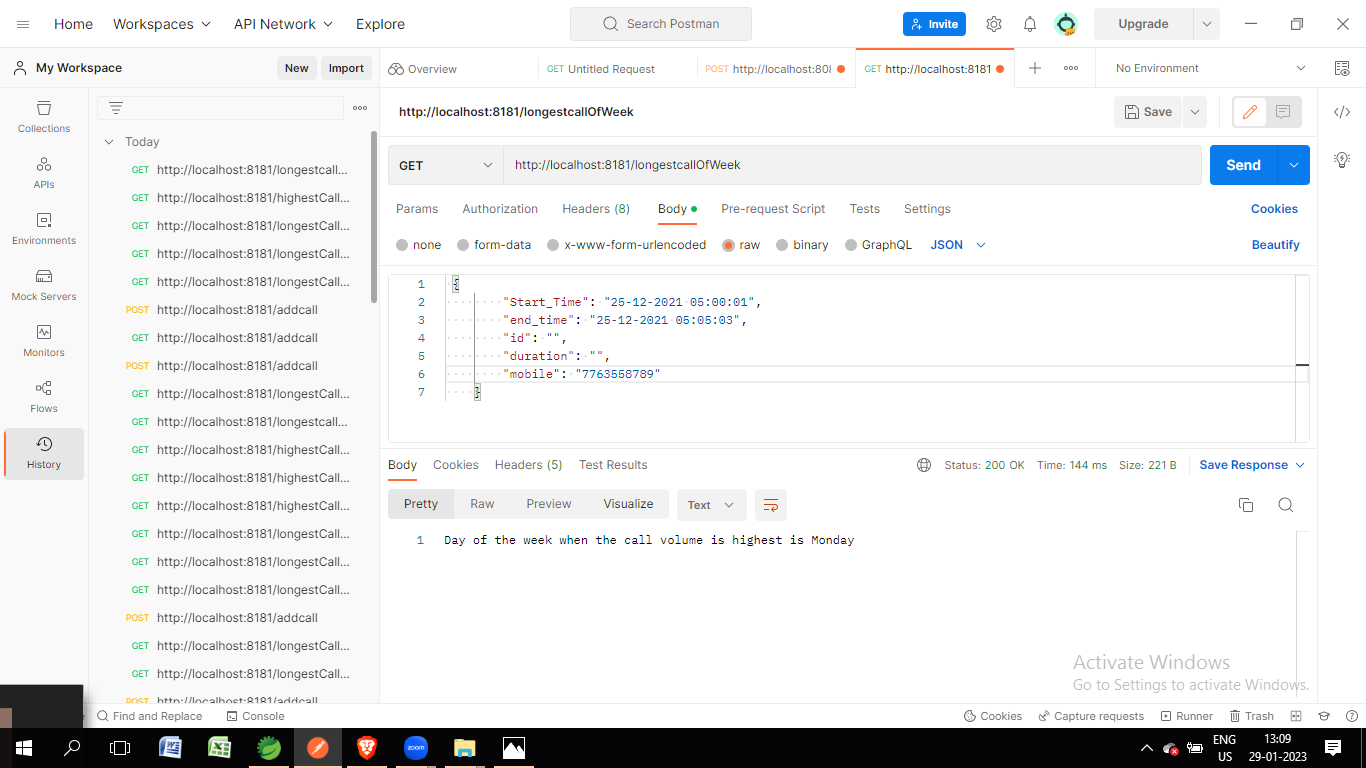 Home Workspaces API Network Explore Search Postman Invite Upgrade
My Workspace New Import Overview GET Untitled Request POST http://localhost:808 GET http://localhost:8181 No Environment
http://localhost:8181/longestcallOfWeek Save
GET http://localhost:8181/longestcallOfWeek Send
Params Authorization Headers (8) Body Pre-request Script Tests Settings Cookies
none form-data x-www-form-urlencoded raw binary GraphQL JSON Beautify
1 {
2 "Start_Time": "25-12-2021 05:00:01",
3 "end_time": "25-12-2021 05:05:03",
4 "id": "",
5 "duration": "",
6 "mobile": "7763558789"
7 }
Body Cookies Headers (5) Test Results Status: 200 OK Time: 144 ms Size: 221 B Save Response
Pretty Raw Preview Visualize Text
1 Day of the week when the call volume is highest is Monday
Collections
APIs
Environments
Mock Servers
Monitors
Flows
History
Today
GET http://localhost:8181/longestcall...
GET http://localhost:8181/highestCall...
GET http://localhost:8181/longestCall...
GET http://localhost:8181/longestCall...
GET http://localhost:8181/longestCall...
POST http://localhost:8181/addcall
GET http://localhost:8181/addcall
POST http://localhost:8181/addcall
GET http://localhost:8181/longestCall...
GET http://localhost:8181/longestcall...
GET http://localhost:8181/highestCall...
GET http://localhost:8181/highestCall...
GET http://localhost:8181/highestCall...
GET http://localhost:8181/longestCall...
GET http://localhost:8181/longestCall...
GET http://localhost:8181/longestCall...
POST http://localhost:8181/addcall
GET http://localhost:8181/longestCall...
GET http://localhost:8181/longestCall...
POST http://localhost:8181/addcall
Activate Windows
Go to Settings to activate Windows.
Find and Replace Console Cookies Capture requests Runner Trash
zoom
ENG
US
13:09
29-01-2023